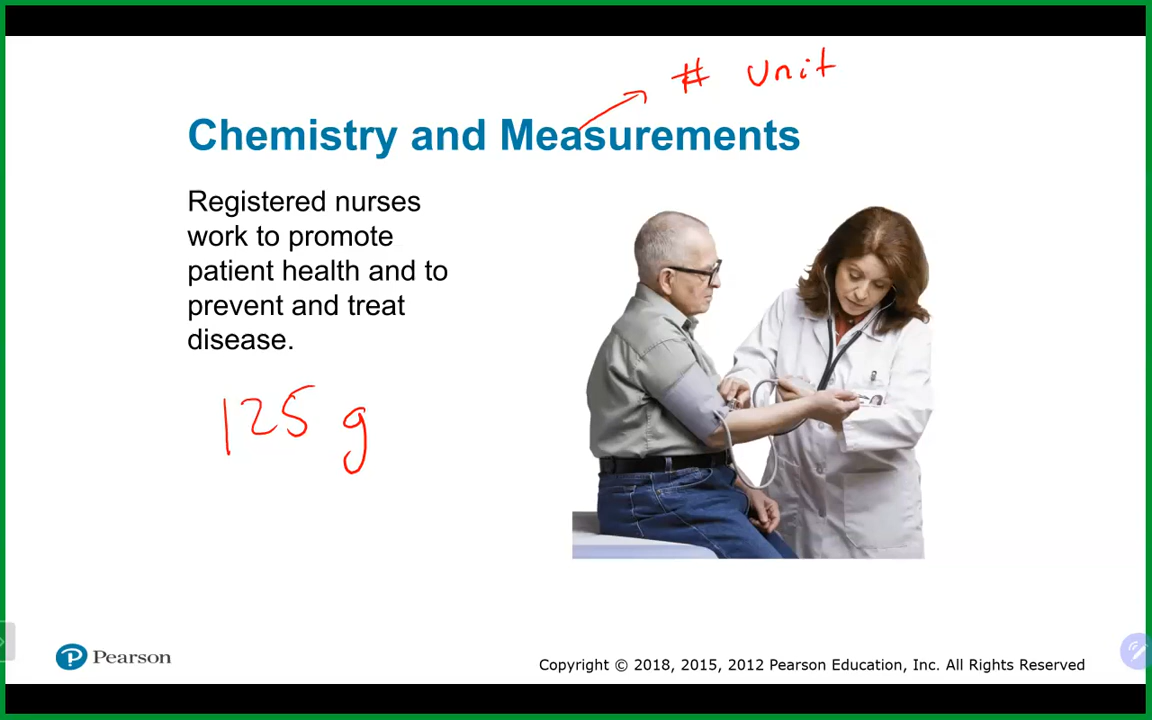 # unit
Chemistry and Measurements
Registered nurses
work to promote
patient health and to
prevent and treat
disease.
125 g
Pearson
Copyright © 2018, 2015, 2012 Pearson Education, Inc. All Rights Reserved